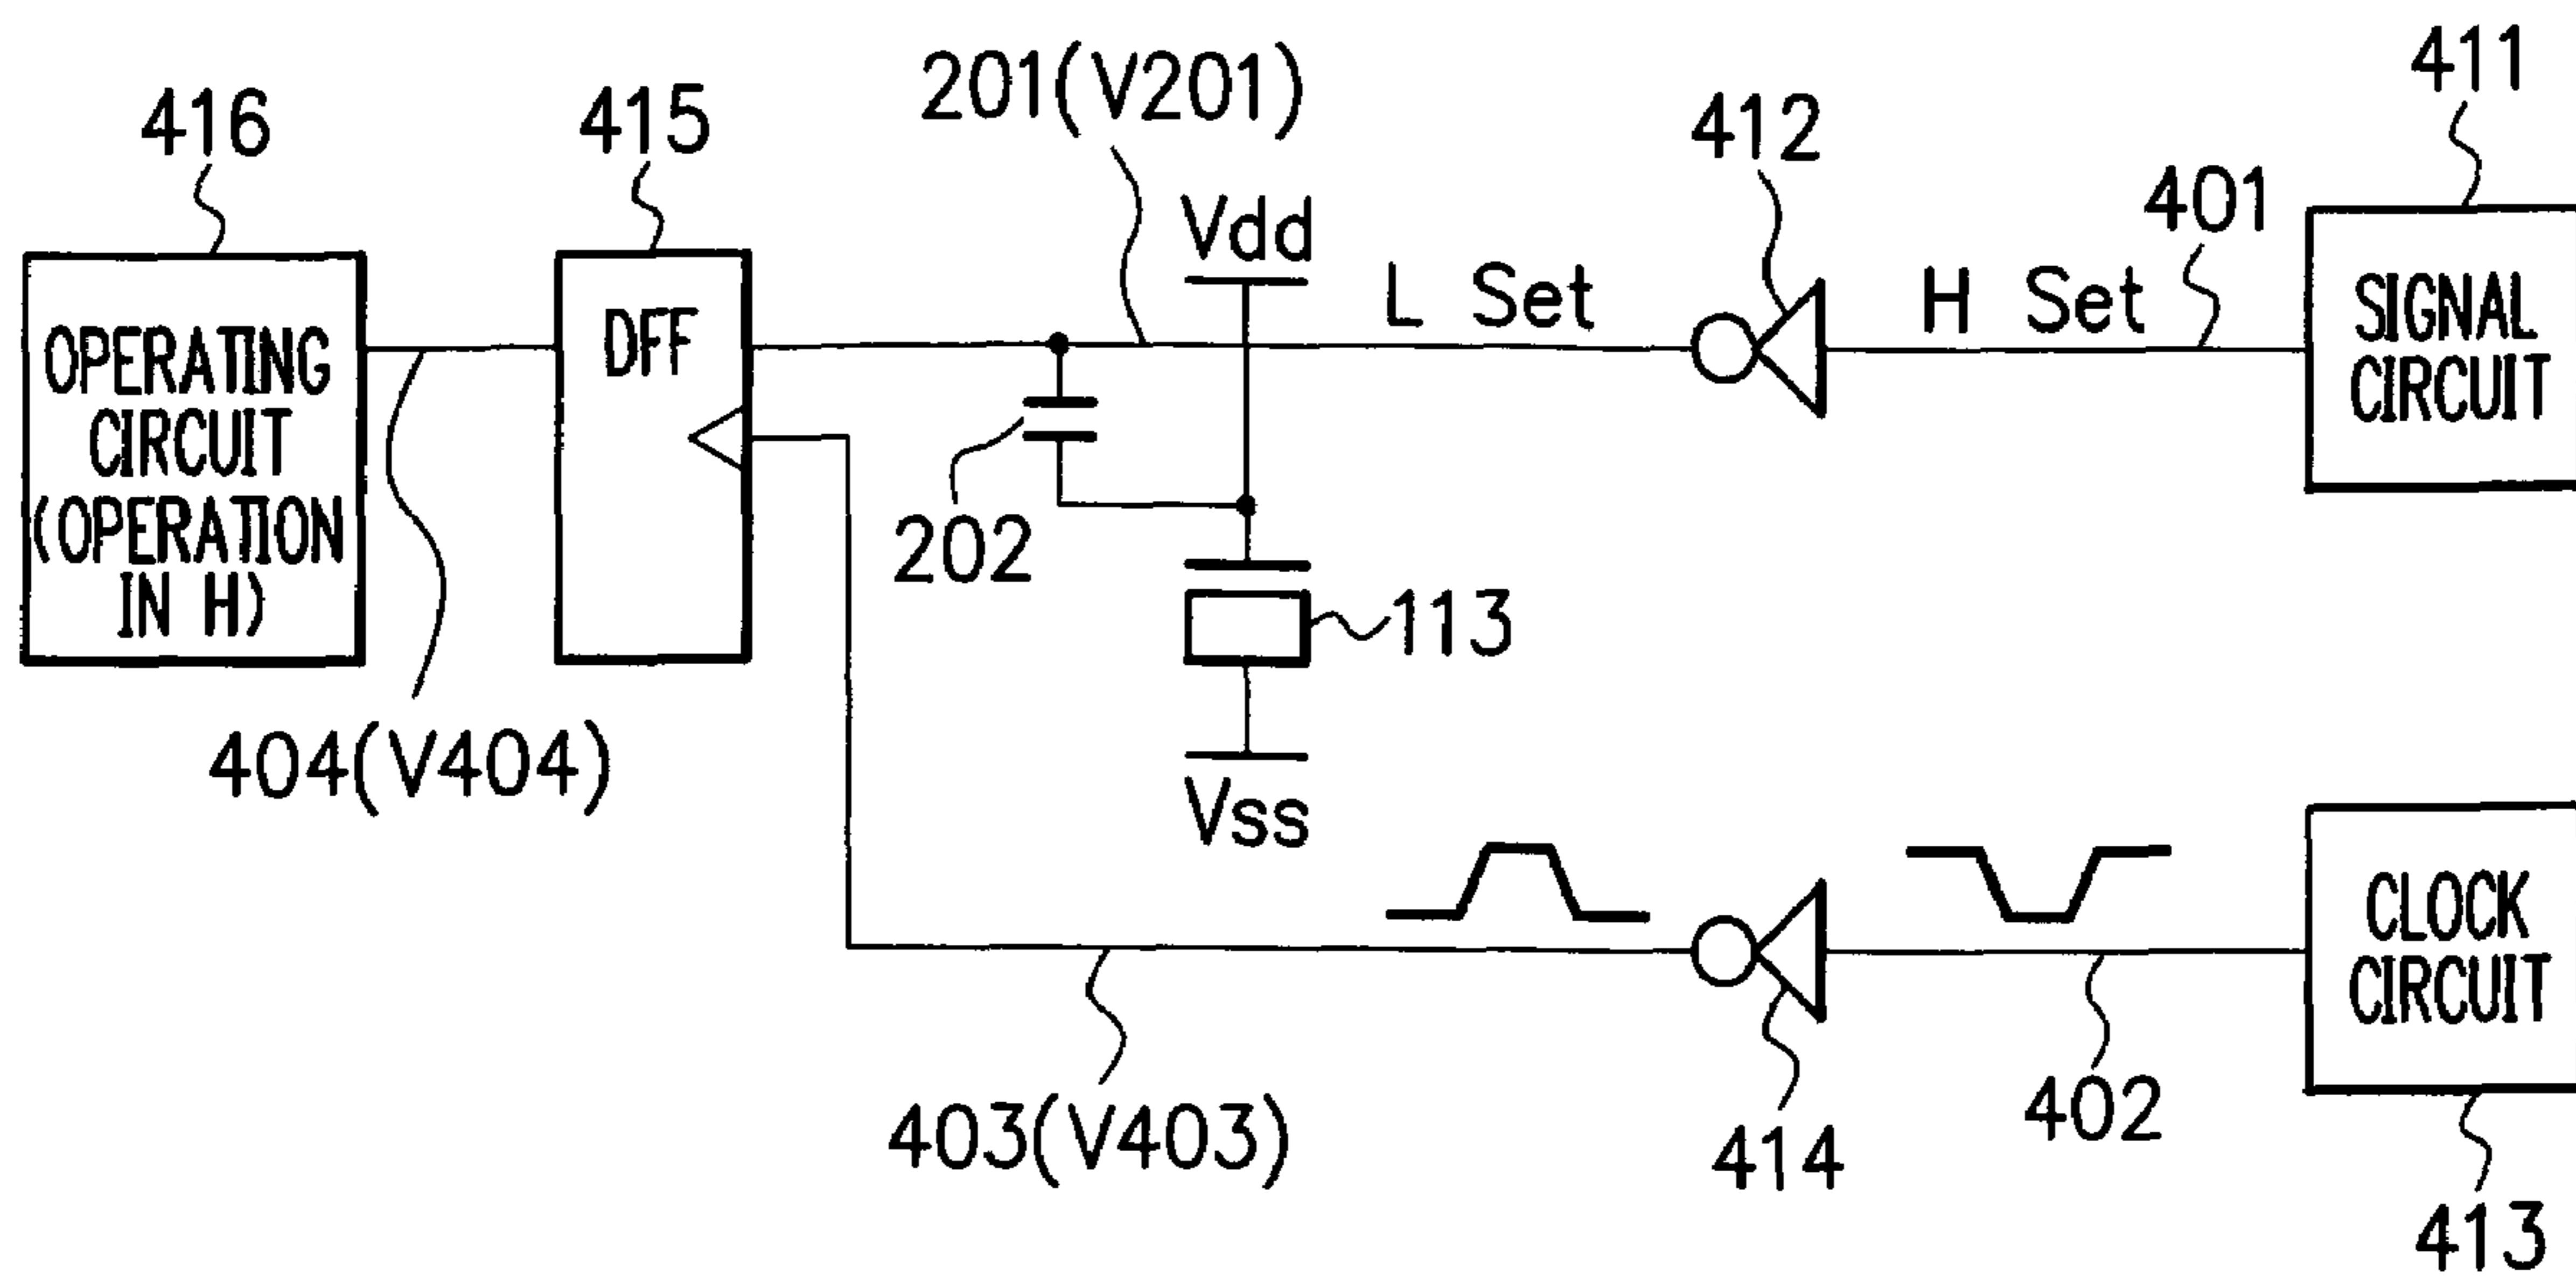 416
415
201(V201)
412
411
401
Vdd
L Set
H Set
OPERATING
CIRCUIT
(OPERATION
IN H)
DFF
SIGNAL
CIRCUIT
202
113
404(V404)
Vss
CLOCK
CIRCUIT
403(V403)
414
402
413